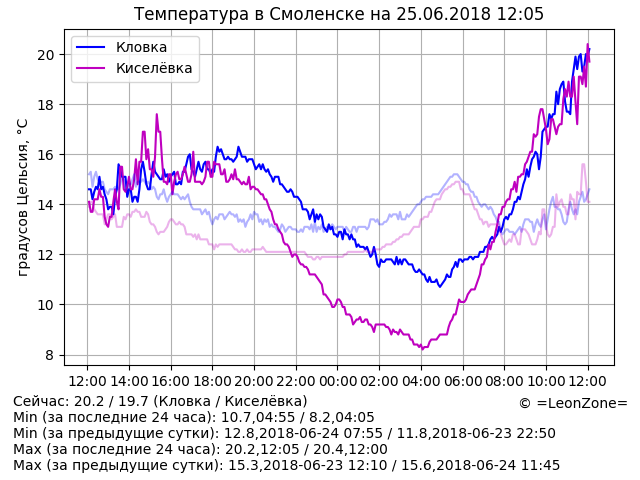 Температура в Смоленске на 25.06.2018 12:05
Кловка
Киселёвка
градусов Цельсия, °C
20
18
16
14
12
10
8
12:00 14:00 16:00 18:00 20:00 22:00 00:00 02:00 04:00 06:00 08:00 10:00 12:00
Сейчас: 20.2 / 19.7 (Кловка / Киселёвка)
© =LeonZone=
Min (за последние 24 часа): 10.7,04:55 / 8.2,04:05
Min (за предыдущие сутки): 12.8,2018-06-24 07:55 / 11.8,2018-06-23 22:50
Max (за последние 24 часа): 20.2,12:05 / 20.4,12:00
Max (за предыдущие сутки): 15.3,2018-06-23 12:10 / 15.6,2018-06-24 11:45